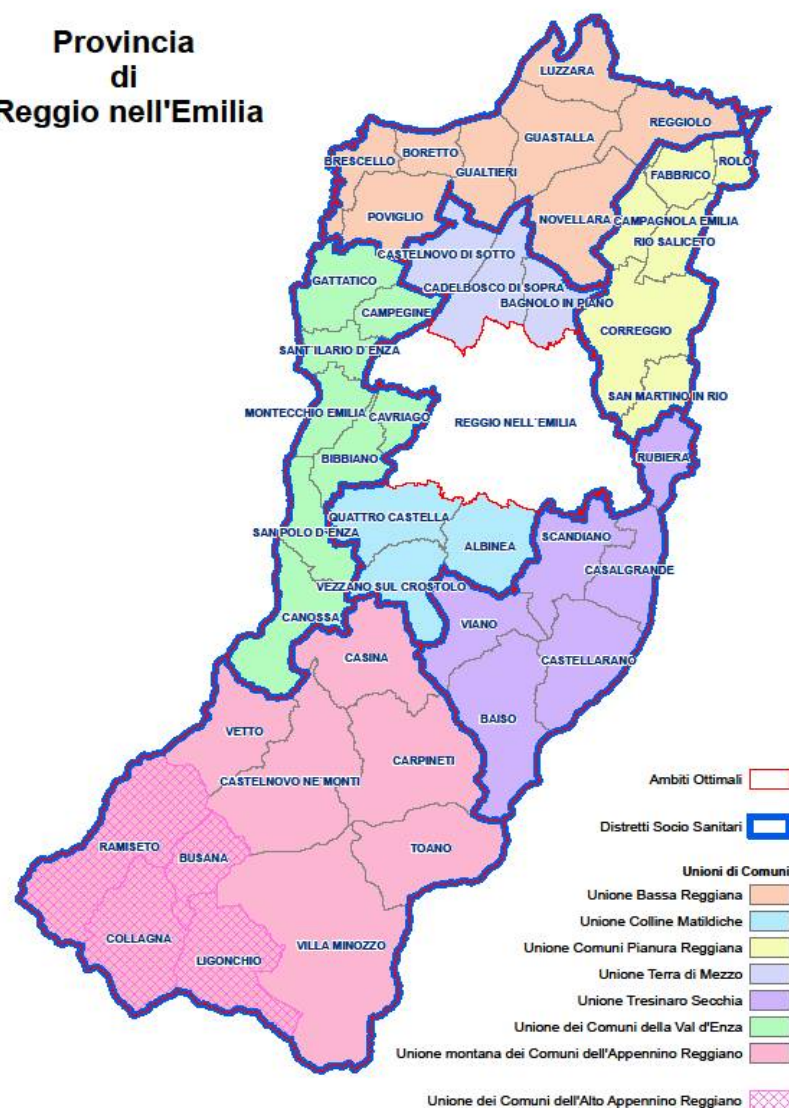 Provincia
di
Reggio nell'Emilia
LUZZARA
REGGIOLO
GUASTALLA
BORETTO
BRESCELLO
GUALTIERI
ROLO
FABBRICO
POVIGLIO
NOVELLARA
CAMPAGNOLA EMILIA
RIO SALICETO
CASTELNOVO DI SOTTO
GATTATICO
CADELBOSCO DI SOPRA
BAGNOLO IN PIANO
CAMPEGINE
CORREGGIO
SANT'ILARIO D'ENZA
SAN MARTINO IN RIO
MONTECCHIO EMILIA
CAVRIAGO
REGGIO NELL'EMILIA
BIBBIANO
RUBIERA
QUATTRO CASTELLA
SAN POLO D'ENZA
ALBINEA
SCANDIANO
CASALGRANDE
VEZZANO SUL CROSTOLO
CANOSSA
VIANO
CASINA
CASTELLARANO
BAISO
VETTO
CARPINETI
CASTELNOVO NE'MONTI
RAMISETO
BUSANA
TOANO
COLLAGNA
VILLA MINOZZO
LIGONCHIO
Ambiti Ottimali
Distretti Socio Sanitari
Unioni di Comuni
Unione Bassa Reggiana
Unione Colline Matildiche
Unione Comuni Pianura Reggiana
Unione Terra di Mezzo
Unione Tresinaro Secchia
Unione dei Comuni della Val d'Enza
Unione montana dei Comuni dell'Appennino Reggiano
Unione dei Comuni dell'Alto Appennino Reggiano